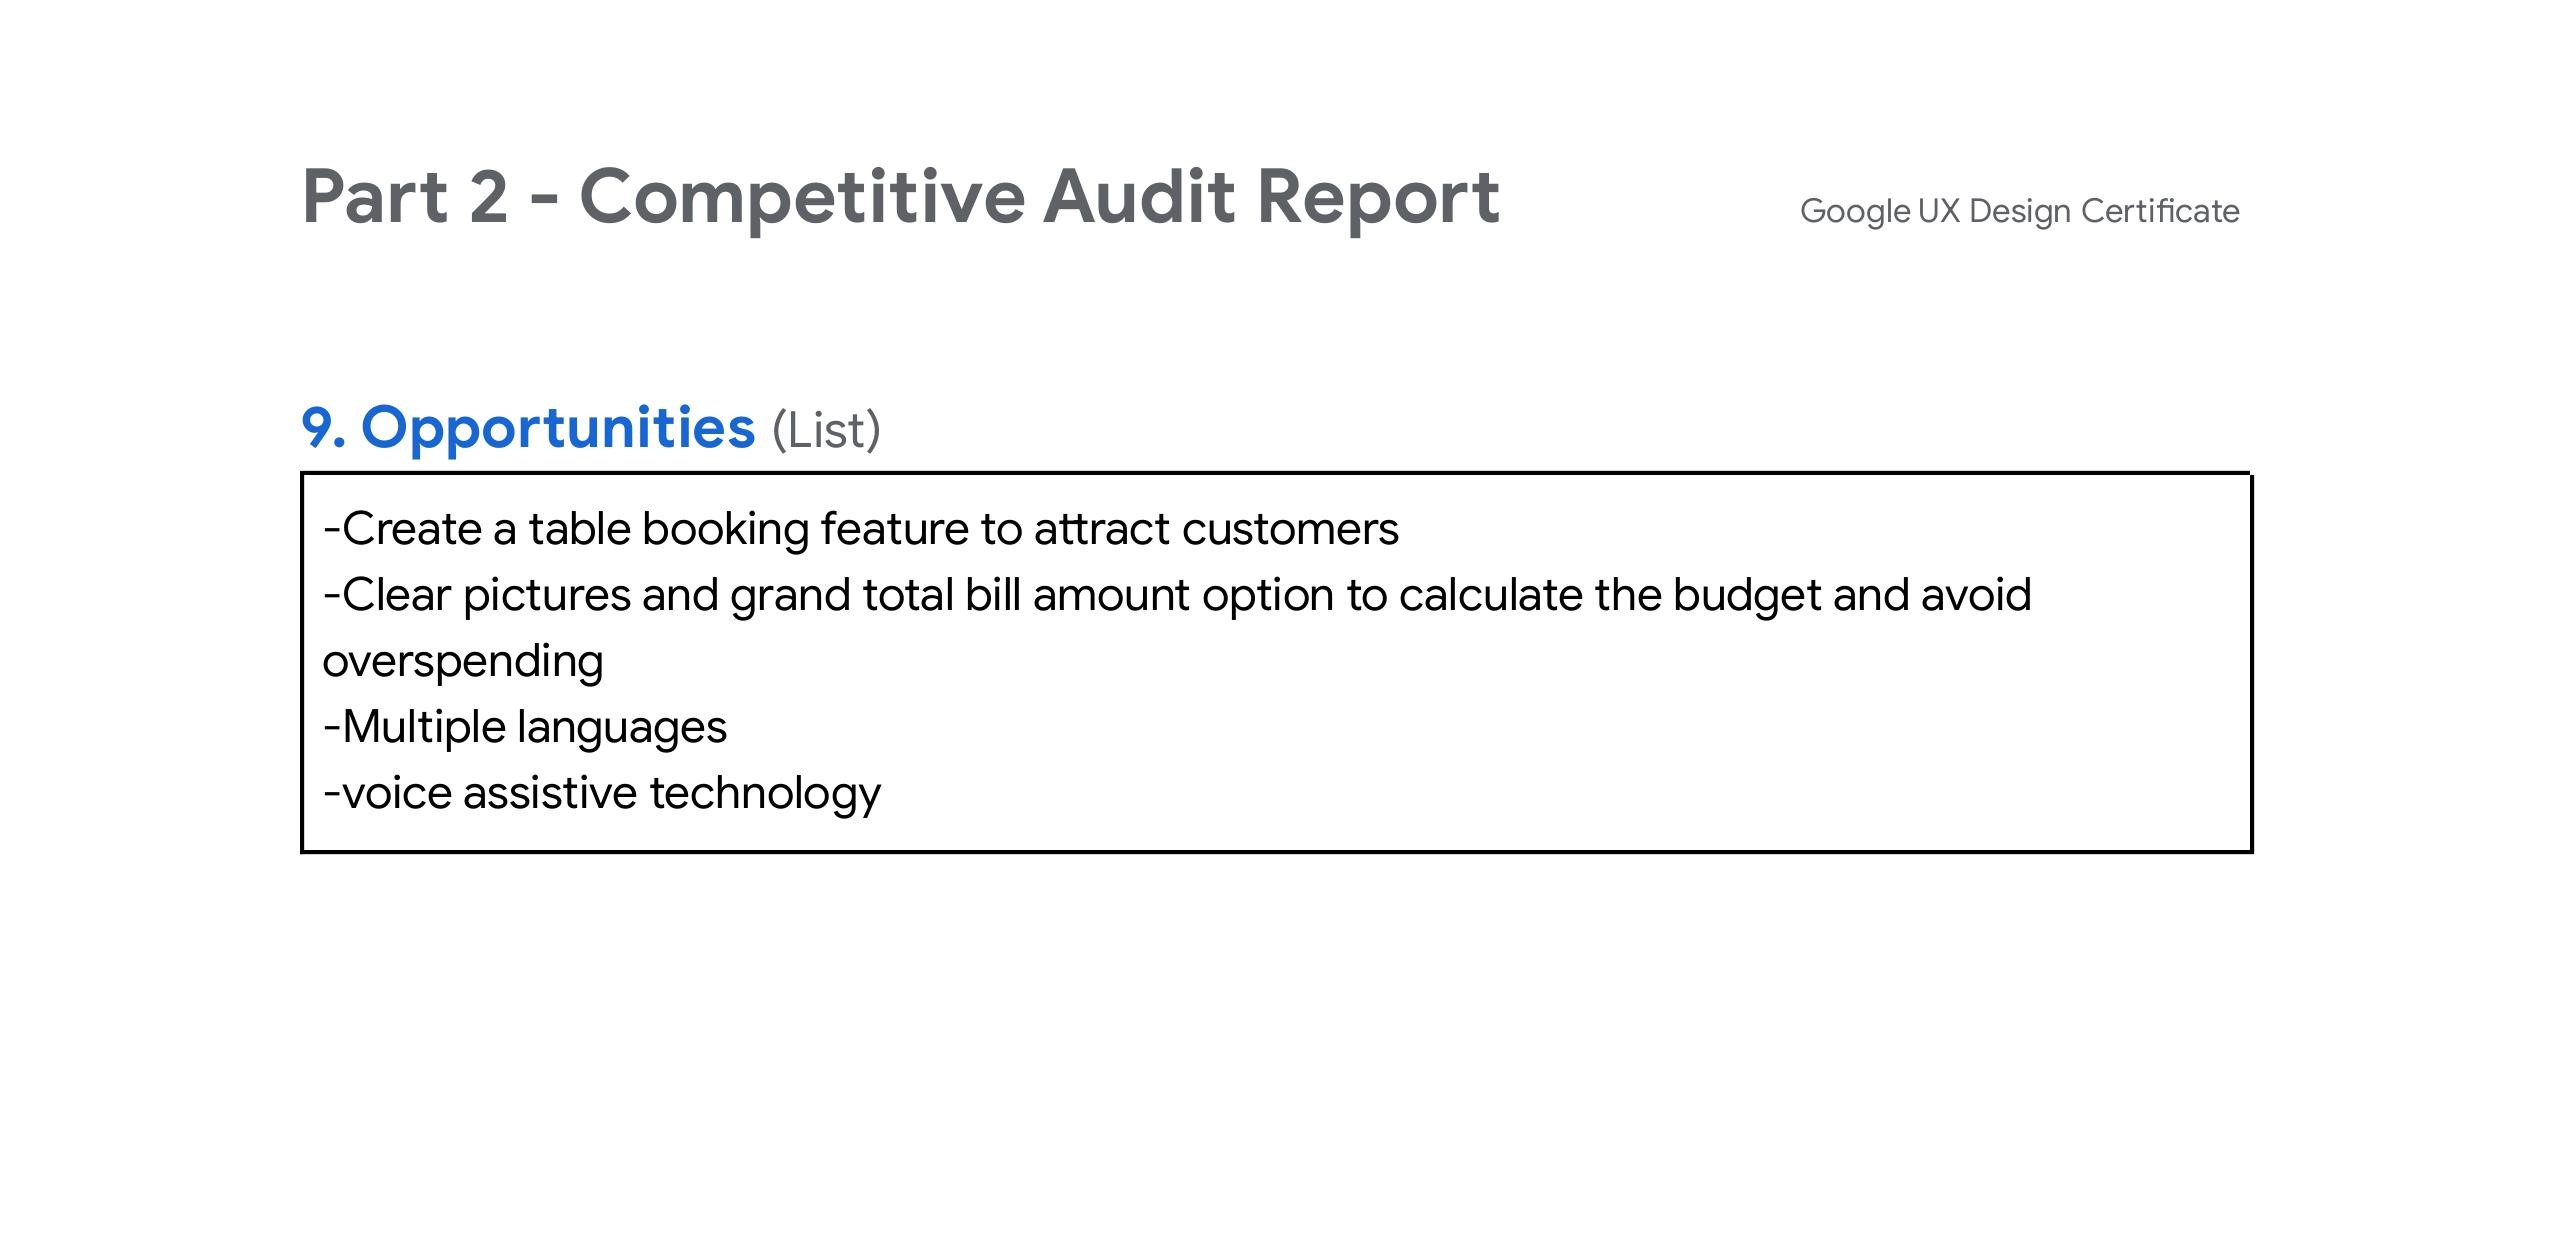 Part 2 - Competitive Audit Report
Google UX Design Certificate
9. Opportunities (List)
-Create a table booking feature to attract customers
-Clear pictures and grand total bill amount option to calculate the budget and avoid
overspending
-Multiple languages
-voice assistive technology